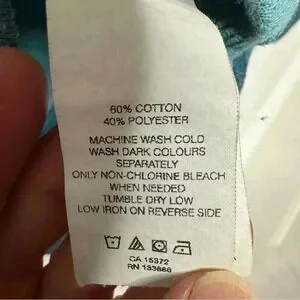 60% COTTON
40% POLYESTER
MACHINE WASH COLD
WASH DARK COLOURS
SEPARATELY
ONLY NON-CHLORINE BLEACH
WHEN NEEDED
TUMBLE DRY LOW
LOW IRON ON REVERSE SIDE
CA 15372
RN 133886